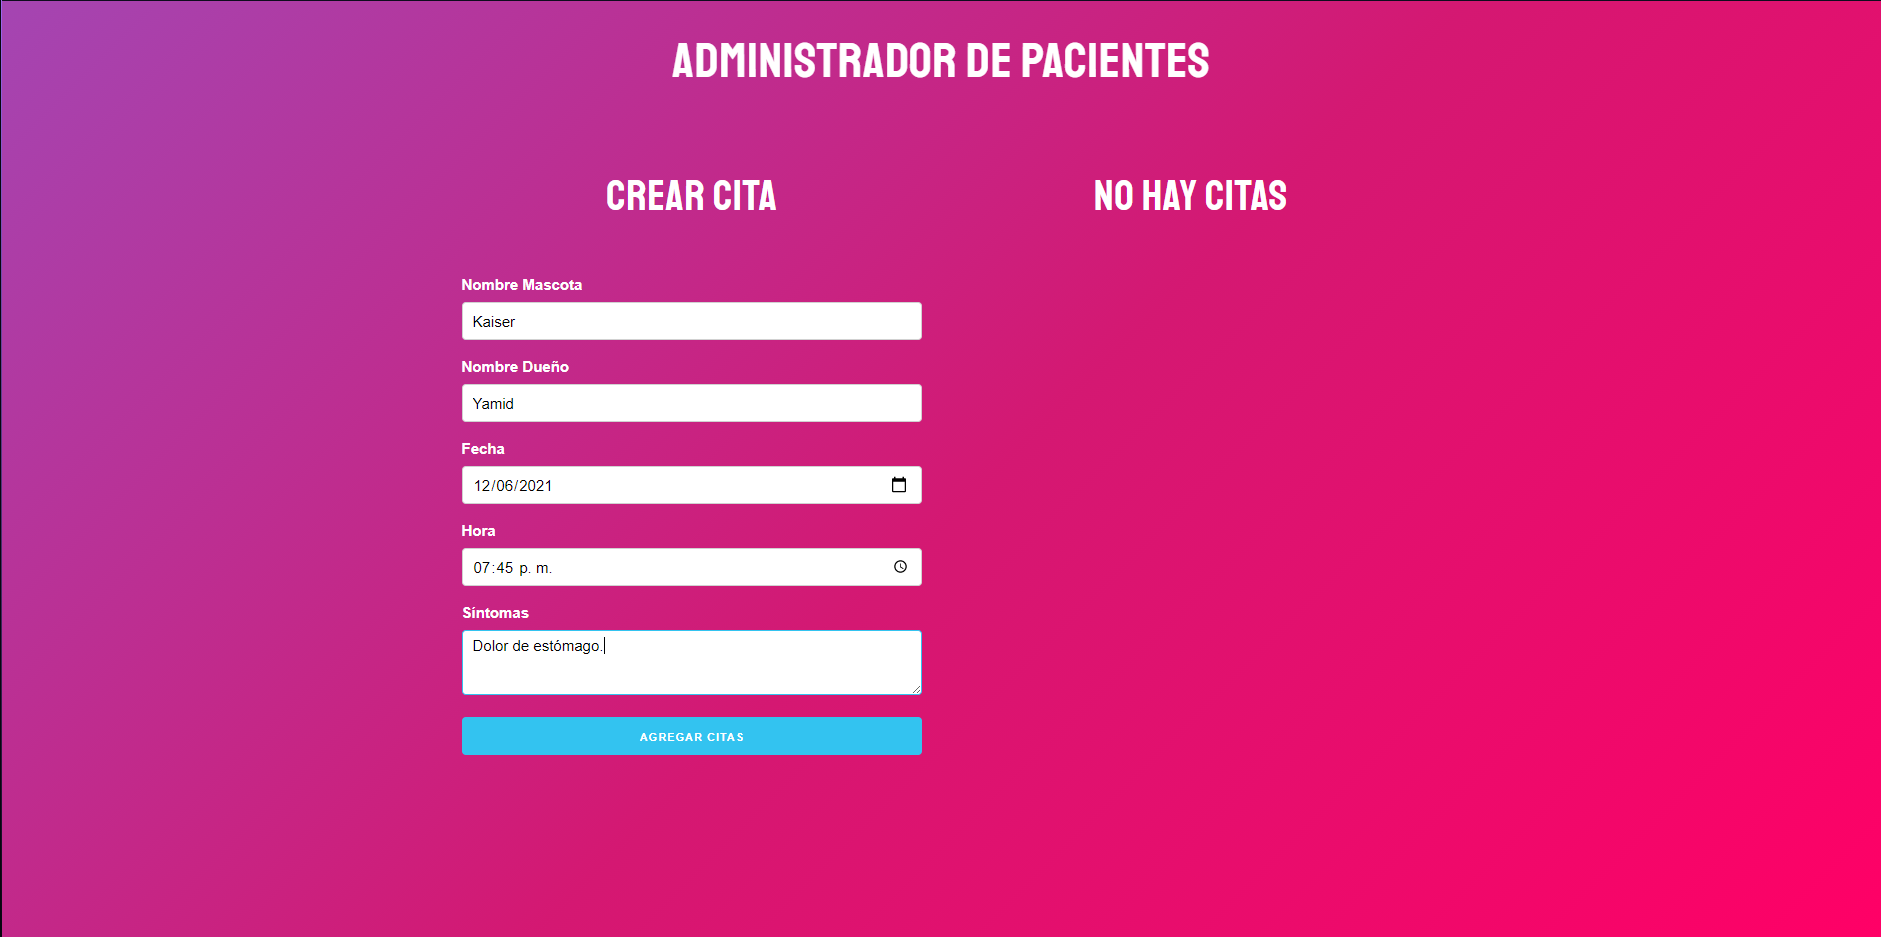 ADMINISTRADOR DE PACIENTES
CREAR CITA
NO HAY CITAS
Nombre Mascota
Kaiser
Nombre Dueño
Yamid
Fecha
12/06/2021
Hora
07:45 p. m.
Síntomas
Dolor de estómago.
AGREGAR CITAS